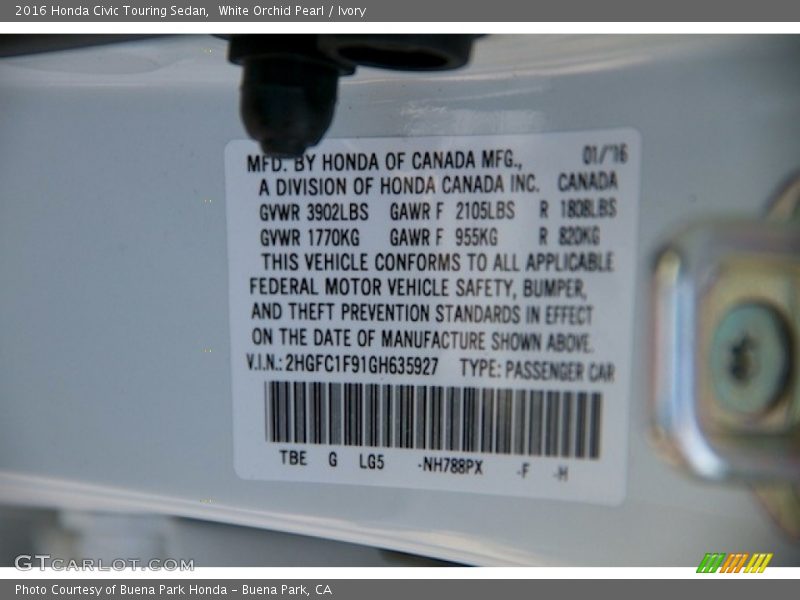 2016 Honda Civic Touring Sedan,  White Orchid Pearl / Ivory
MFD. BY HONDA OF CANADA MFG., 01/'16
A DIVISION OF HONDA CANADA INC. CANADA
GVWR 3902LBS GAWR F 2105LBS R 1808LBS
GVWR 1770KG GAWR F 955KG R 820KG
THIS VEHICLE CONFORMS TO ALL APPLICABLE
FEDERAL MOTOR VEHICLE SAFETY, BUMPER,
AND THEFT PREVENTION STANDARDS IN EFFECT
ON THE DATE OF MANUFACTURE SHOWN ABOVE.
V.I.N.: 2HGFC1F91GH635927 TYPE: PASSENGER CAR
TBE G LG5 -NH788PX -F -H
GTCARLOT.COM
Photo Courtesy of Buena Park Honda – Buena Park, CA